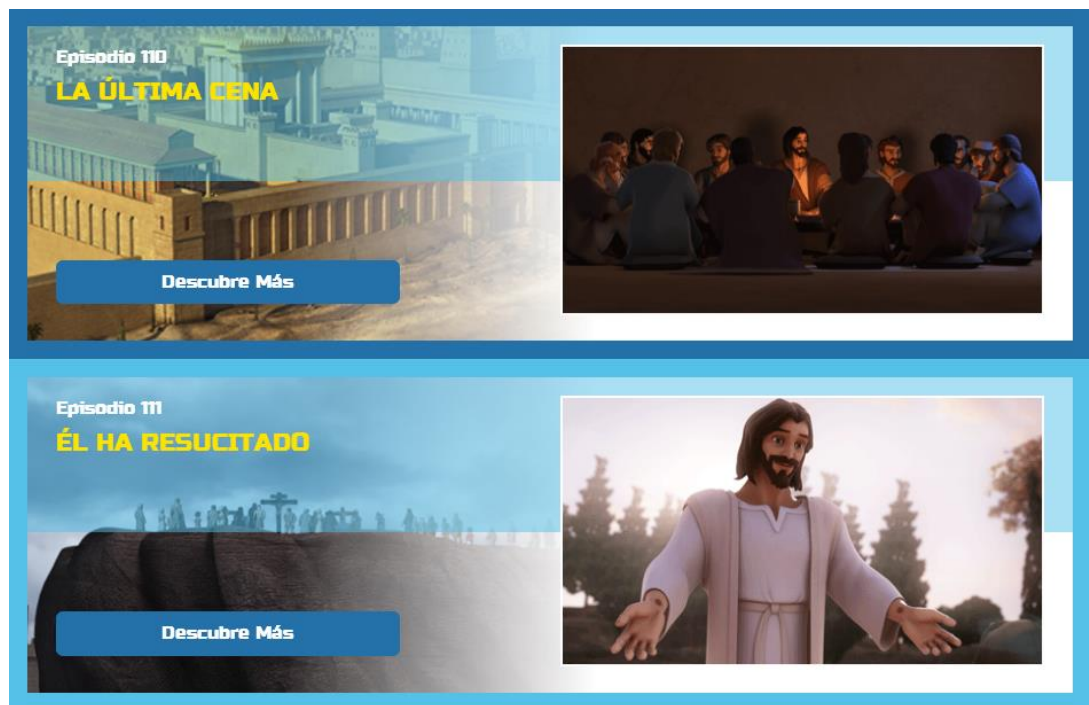 Episodio 110
LA ÚLTIMA CENA
Descubre Más
Episodio 111
ÉL HA RESUCITADO
Descubre Más